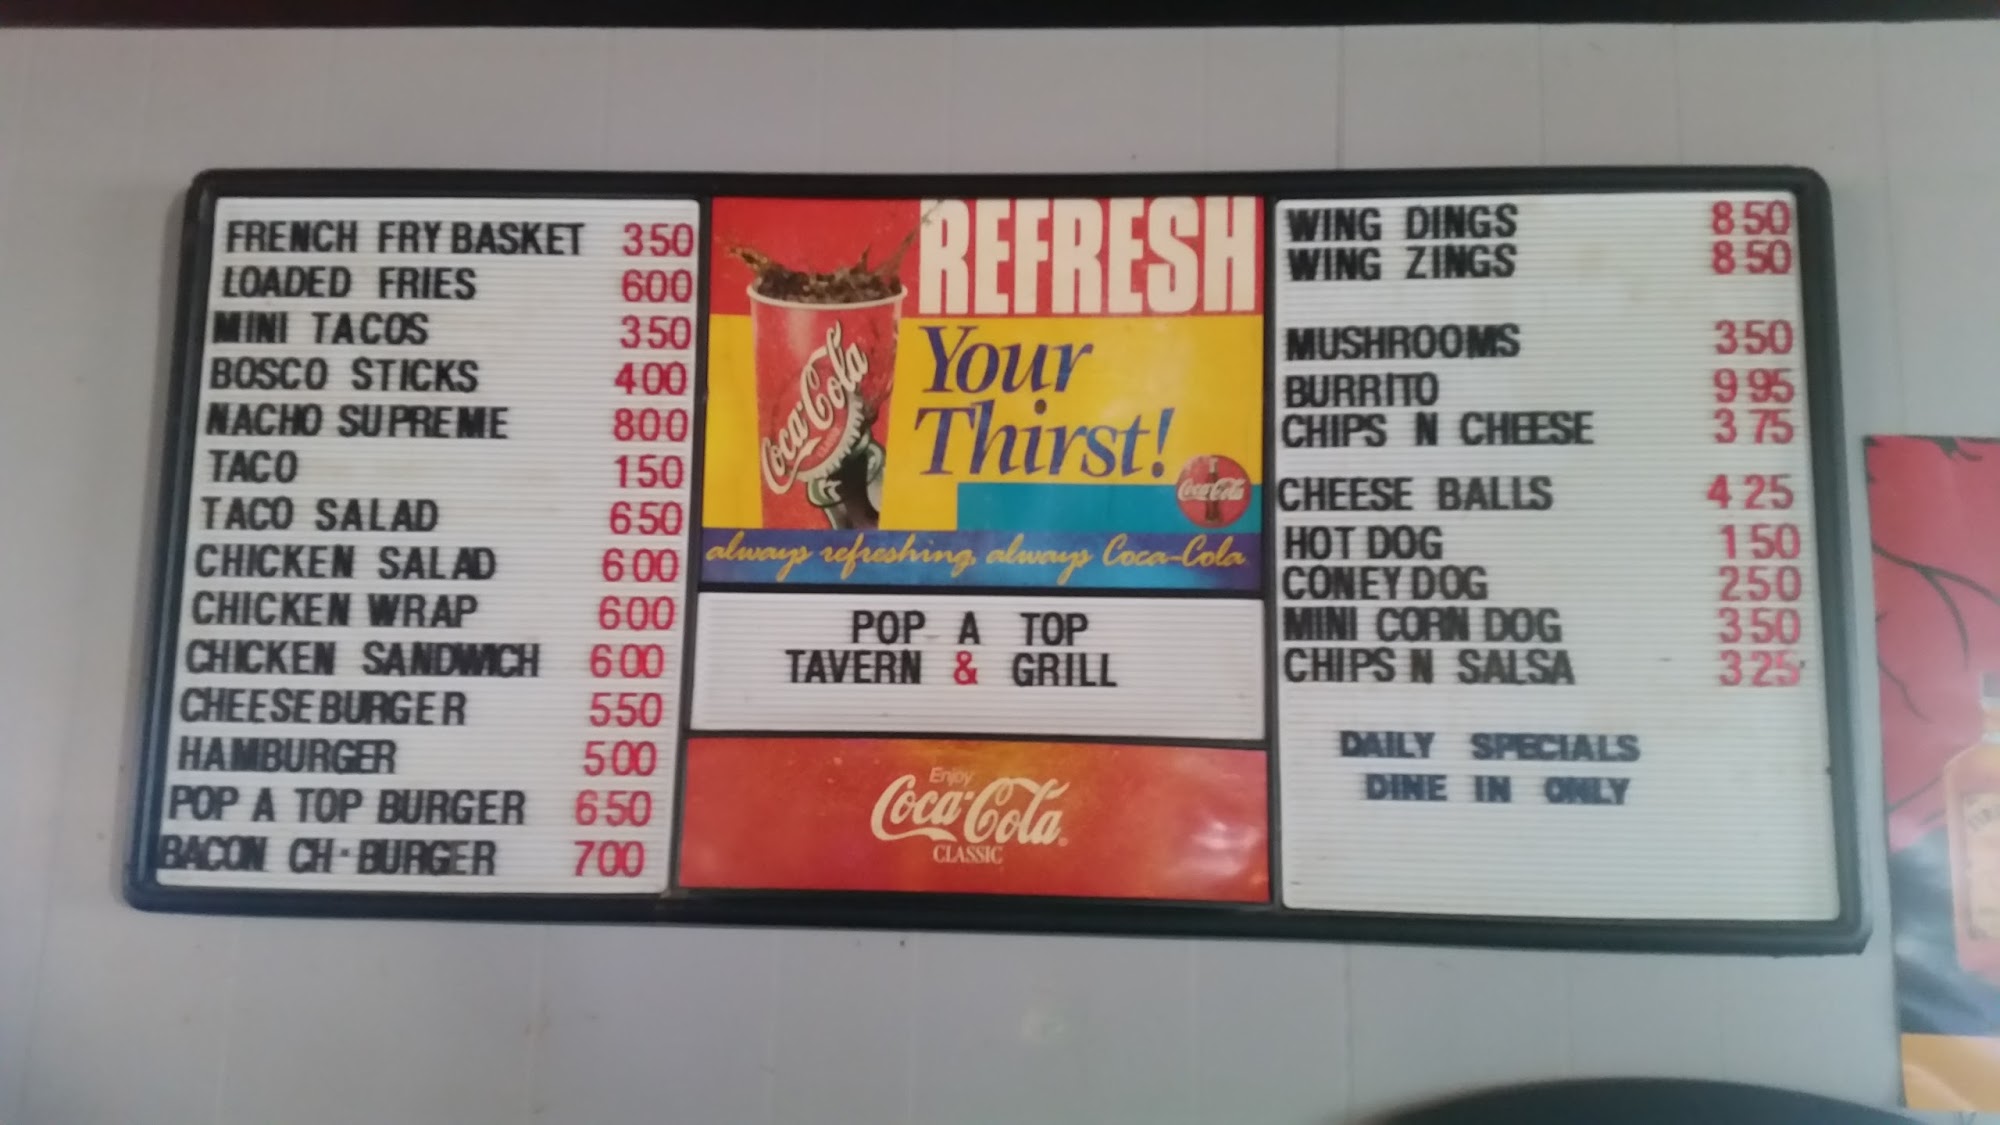 FRENCH FRY BASKET 350
LOADED FRIES 600
MINI TACOS 350
BOSCO STICKS 400
NACHO SUPREME 800
TACO 150
TACO SALAD 650
CHICKEN SALAD 600
CHICKEN WRAP 600
CHICKEN SANDWICH 600
CHEESEBURGER 550
HAMBURGER 500
POP A TOP BURGER 650
BACON CH·BURGER 700
REFRESH
Your
Thirst!
Coca-Cola
Coca-Cola
always refreshing, always Coca-Cola
POP A TOP
TAVERN & GRILL
Enjoy
Coca-Cola
CLASSIC
WING DINGS 850
WING ZINGS 850
MUSHROOMS 350
BURRITO 995
CHIPS N CHEESE 375
CHEESE BALLS 425
HOT DOG 150
CONEY DOG 250
MINI CORN DOG 350
CHIPS N SALSA 325
DAILY SPECIALS
DINE IN ONLY